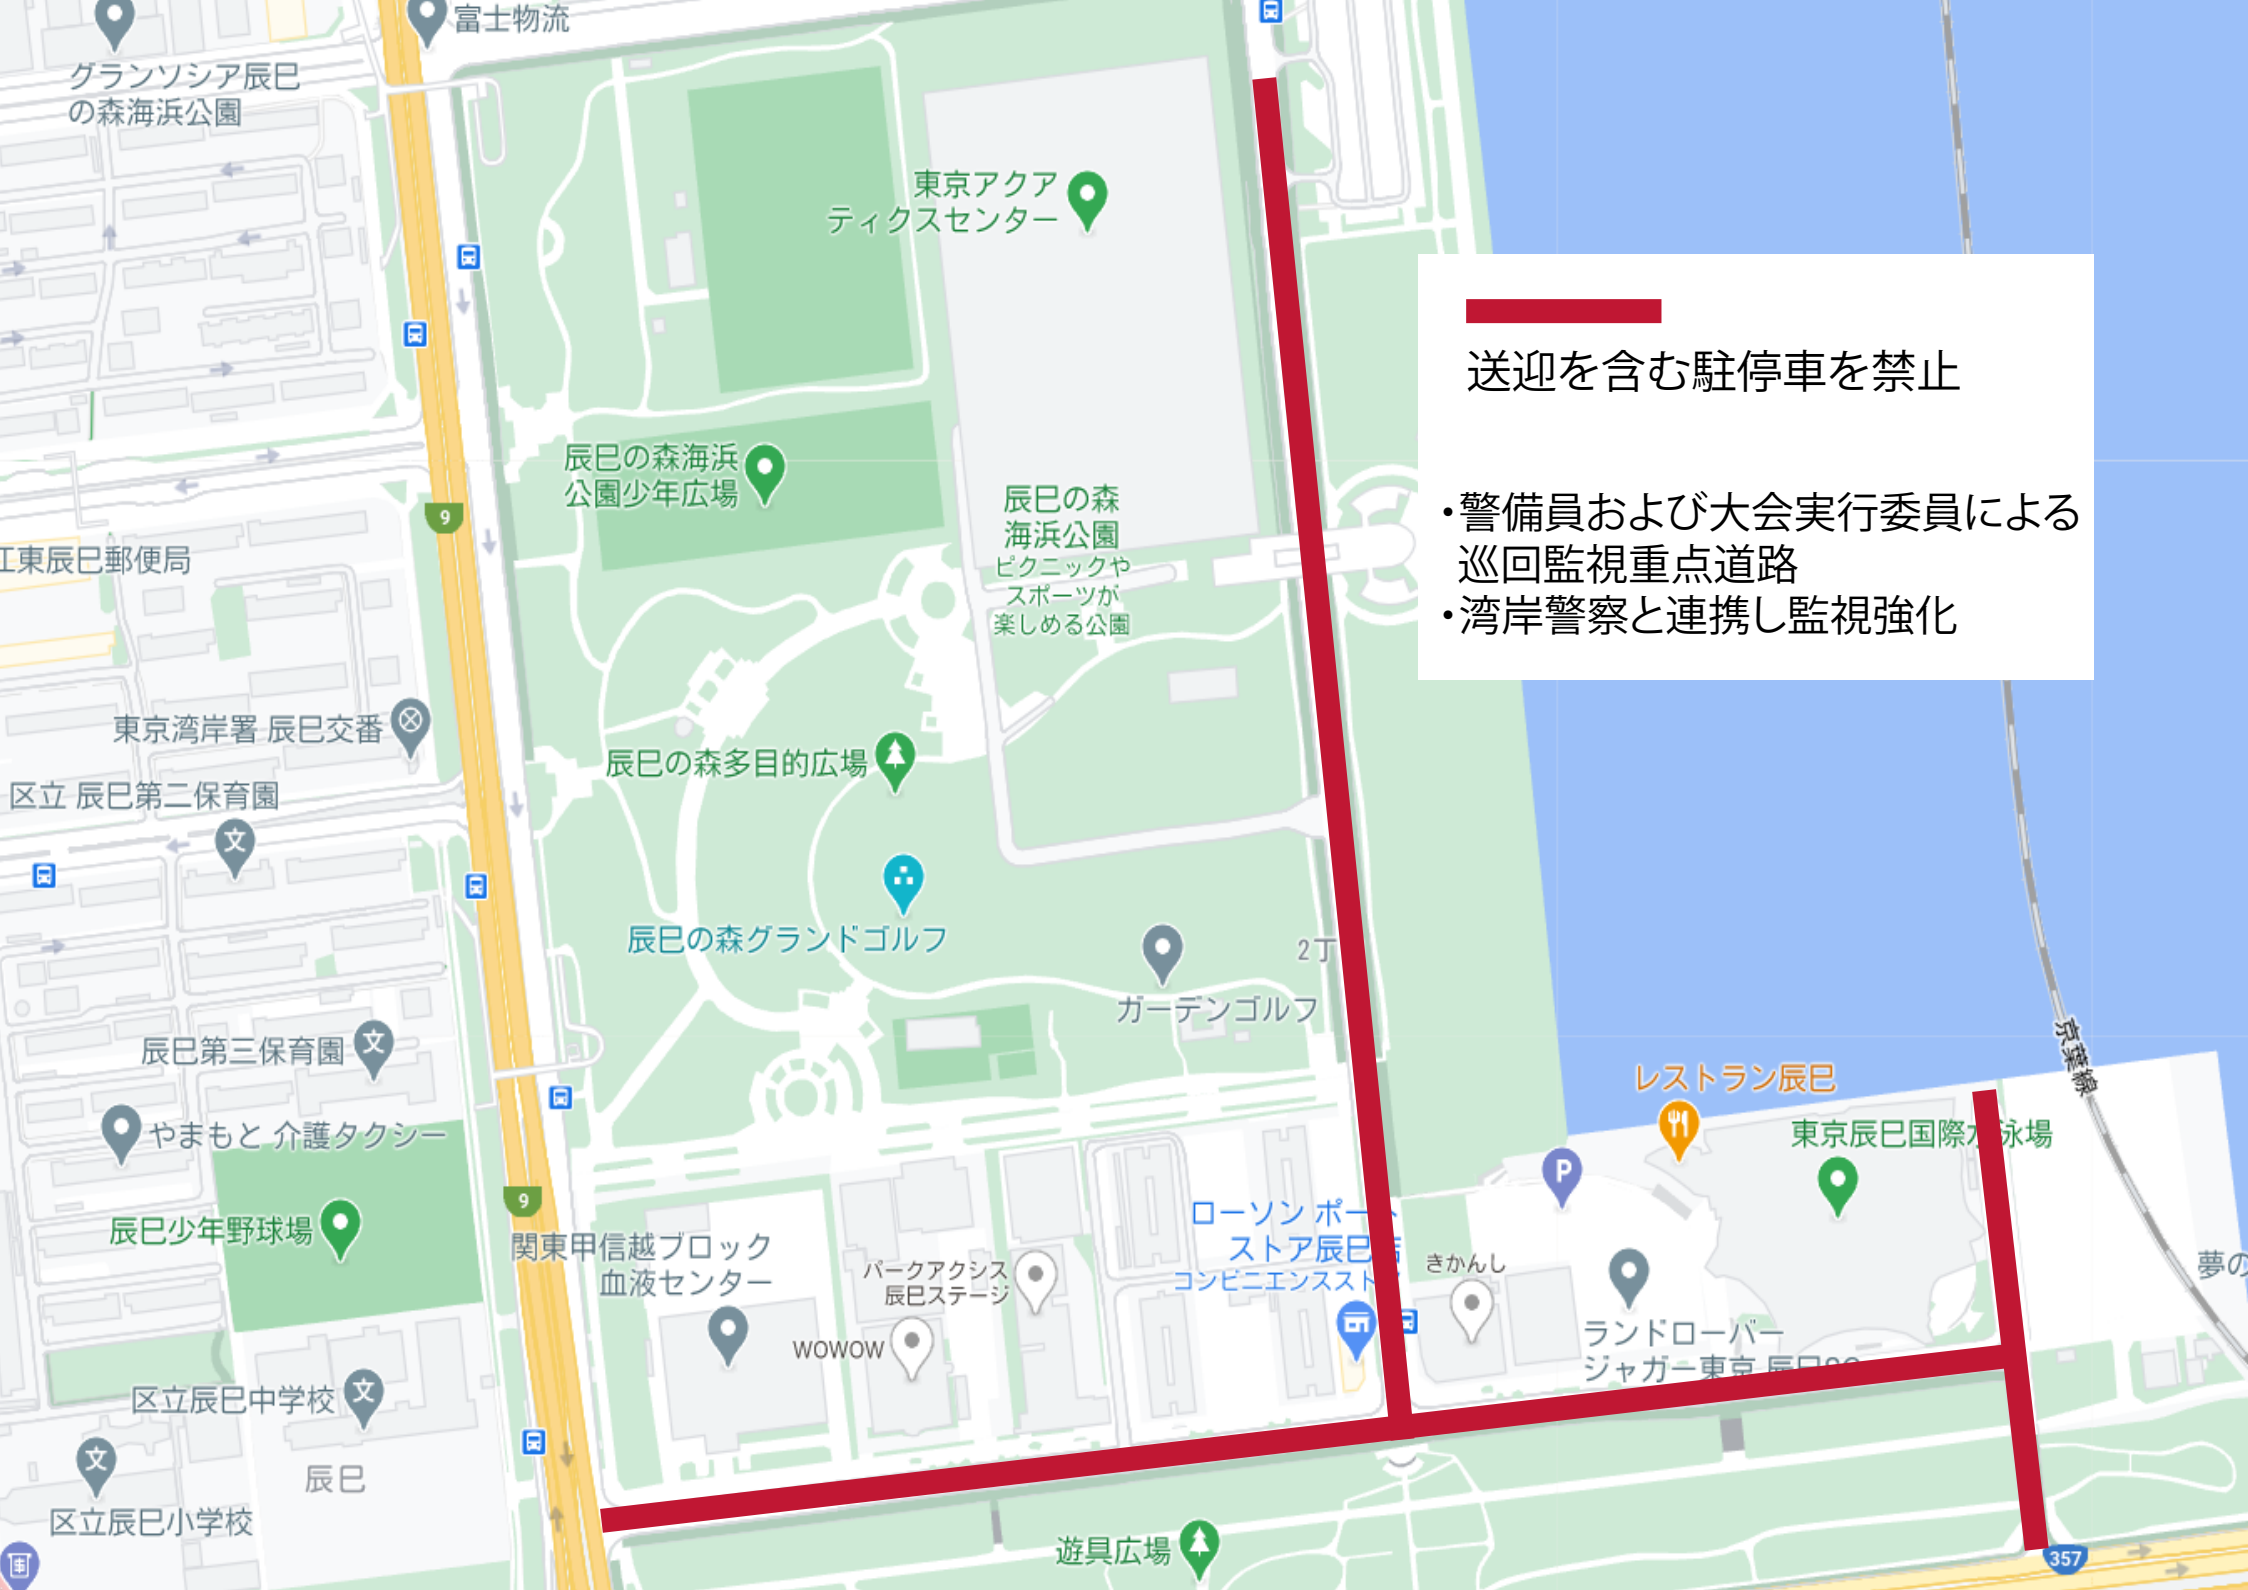 富士物流
グランソシア辰巳
の森海浜公園
東京アクア
ティクスセンター
送迎を含む駐停車を禁止
・警備員および大会実行委員による
巡回監視重点道路
・湾岸警察と連携し監視強化
辰巳の森海浜
公園少年広場
辰巳の森
海浜公園
ピクニックや
スポーツが
楽しめる公園
9
江東辰巳郵便局
東京湾岸署 辰巳交番
辰巳の森多目的広場
区立 辰巳第二保育園
文
辰巳の森グランドゴルフ
2丁
ガーデンゴルフ
辰巳第三保育園
文
京葉線
レストラン辰巳
東京辰巳国際水泳場
やまもと 介護タクシー
P
9
辰巳少年野球場
関東甲信越ブロック
血液センター
パークアクシス
辰巳ステージ
WOWOW
ローソン ポート
ストア辰巳店
コンビニエンススト
きかんし
夢の
ランドローバー
ジャガー東京 辰巳
区立辰巳中学校
文
文
辰巳
区立辰巳小学校
遊具広場
357